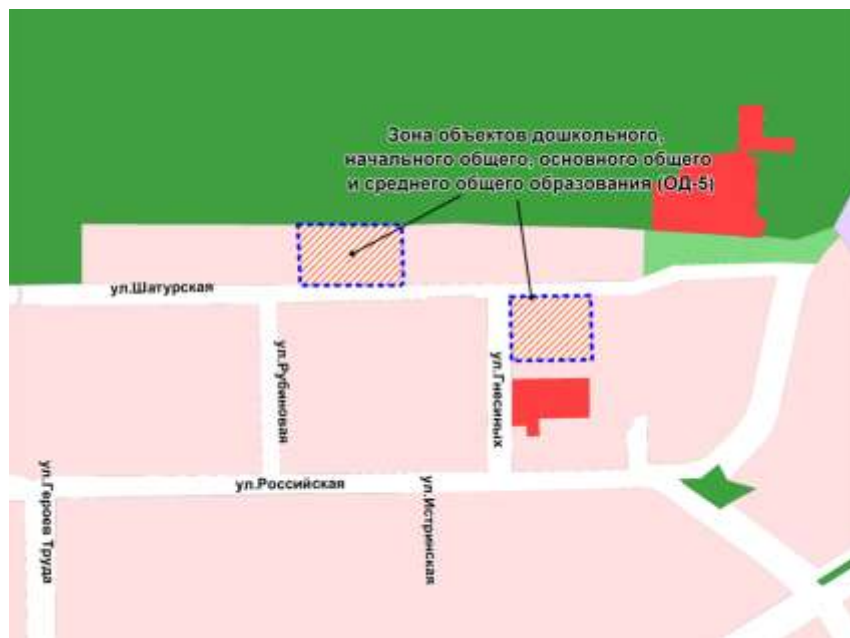 Зона объектов дошкольного,
начального общего, основного общего
и среднего общего образования (ОД-5)
ул.Шатурская
ул.Рубиновая
ул.Гнесиных
ул.Российская
ул.Героев Труда
ул.Истринская